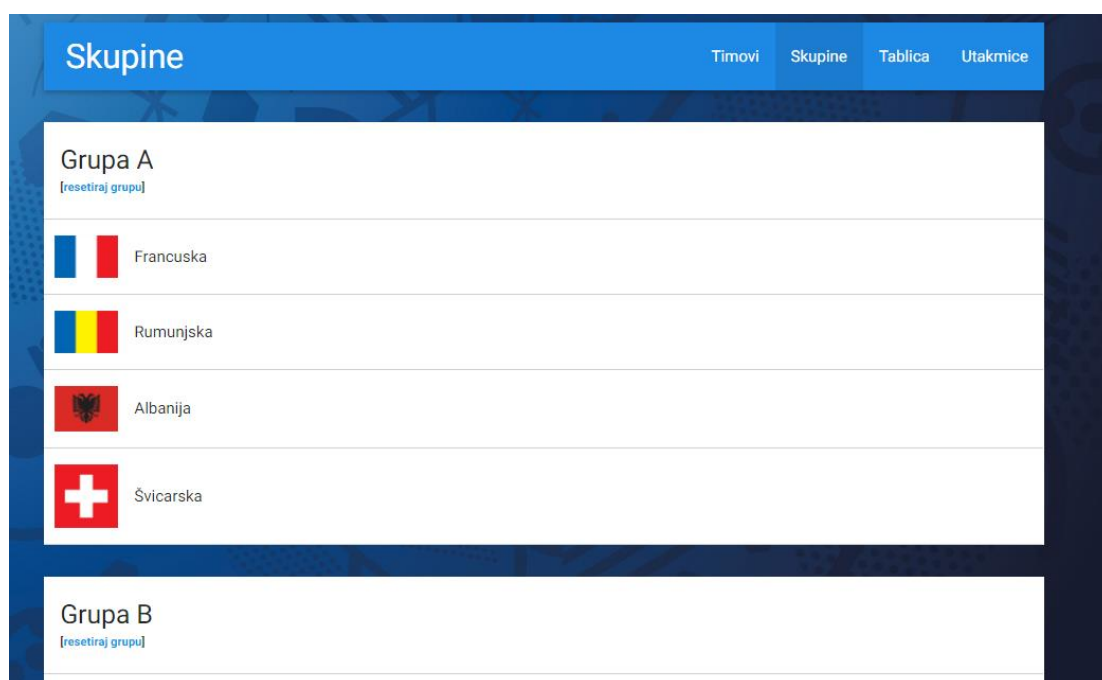 Skupine
Timovi Skupine Tablica Utakmice
Grupa A
[resetiraj grupu]
Francuska
Rumunjska
Albanija
Švicarska
Grupa B
[resetiraj grupu]